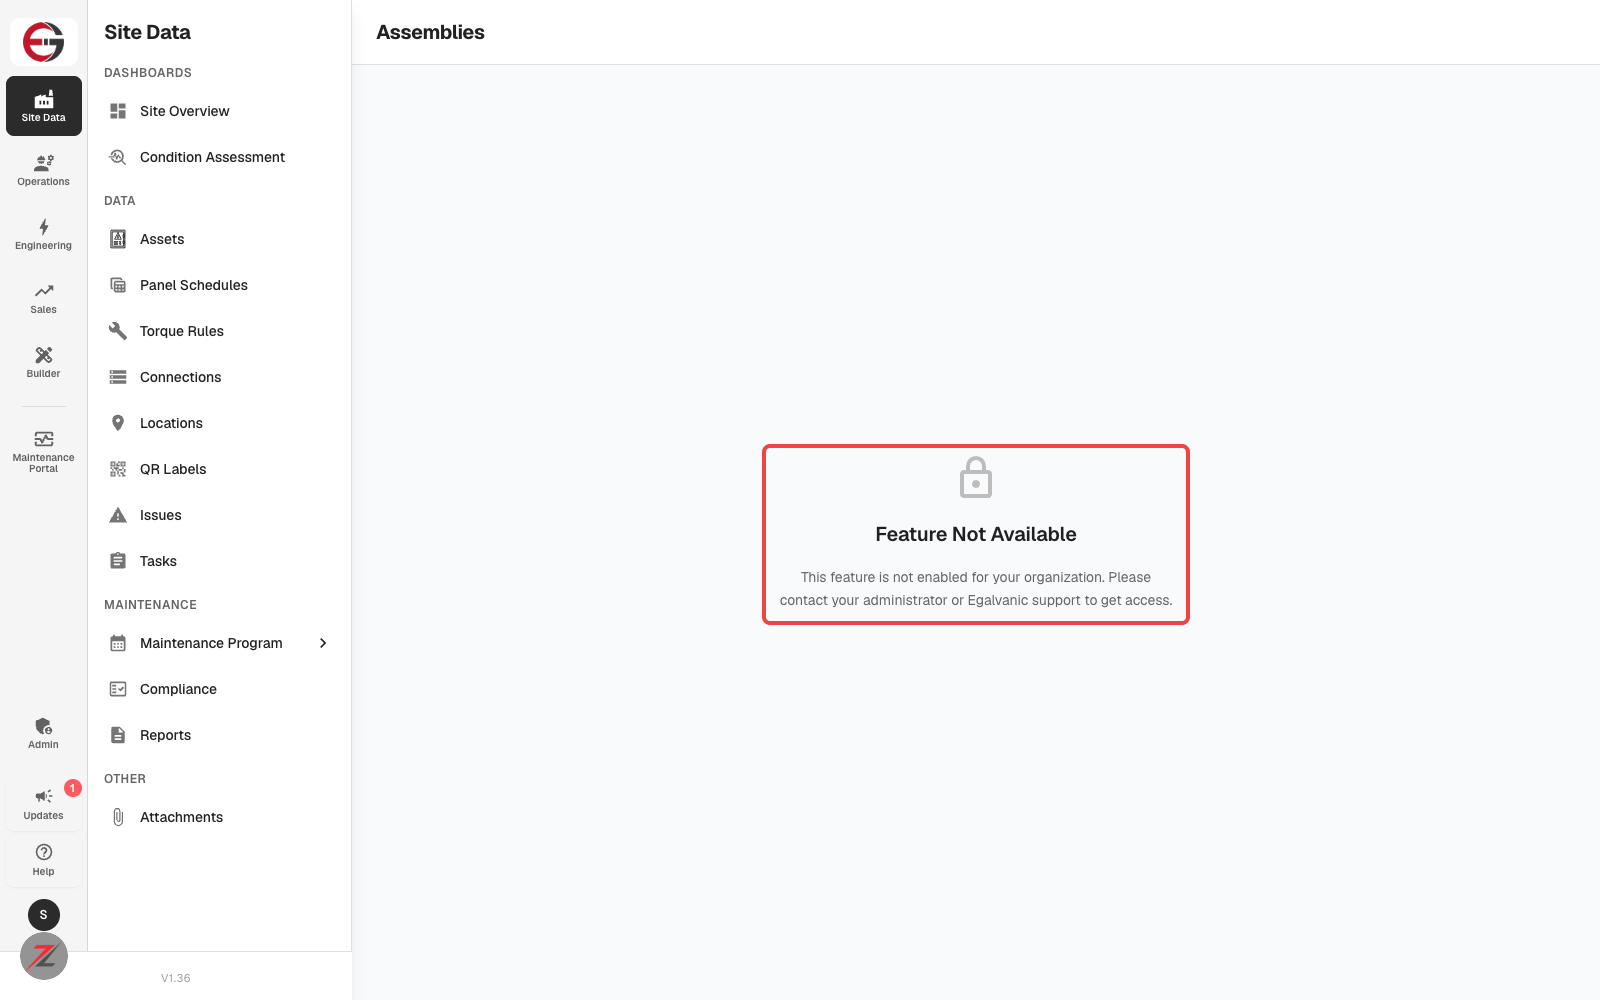 Site Data
Operations
Engineering
Sales
Builder
Maintenance
Portal
Admin
1
Updates
Help
S
Site Data
DASHBOARDS
Site Overview
Condition Assessment
DATA
Assets
Panel Schedules
Torque Rules
Connections
Locations
QR Labels
Issues
Tasks
MAINTENANCE
Maintenance Program
Compliance
Reports
OTHER
Attachments
V1.36
Assemblies
Feature Not Available
This feature is not enabled for your organization. Please
contact your administrator or Egalvanic support to get access.